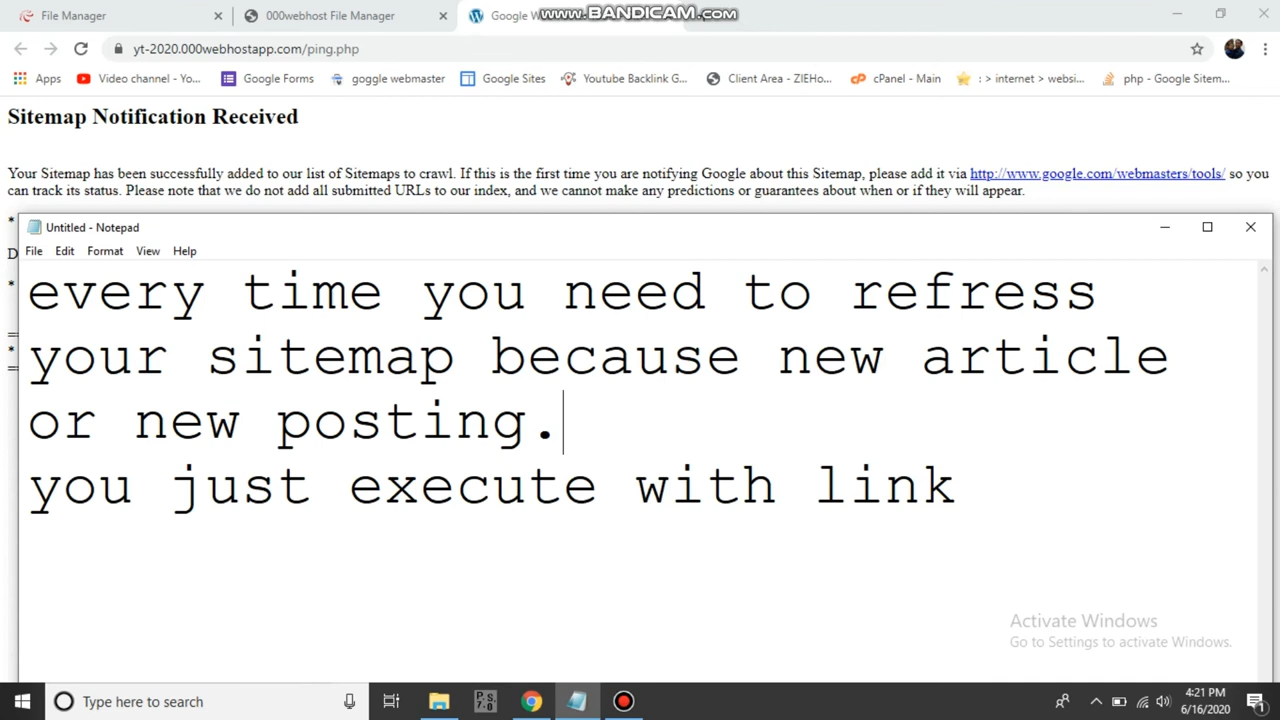 File Manager
000webhost File Manager
Google W
www.BANDICAM.com
yt-2020.000webhostapp.com/ping.php
Apps
Video channel - Yo...
Google Forms
goggle webmaster
Google Sites
Youtube Backlink G...
Client Area - ZIEHo...
cPanel - Main
: > internet > websi...
php - Google Sitem...
Sitemap Notification Received
Your Sitemap has been successfully added to our list of Sitemaps to crawl. If this is the first time you are notifying Google about this Sitemap, please add it via http://www.google.com/webmasters/tools/ so you
can track its status. Please note that we do not add all submitted URLs to our index, and we cannot make any predictions or guarantees about when or if they will appear.
*
D
*
*
Untitled - Notepad
File Edit Format View Help
every time you need to refress
your sitemap because new article
or new posting.
you just execute with link
Activate Windows
Go to Settings to activate Windows.
Type here to search
4:21 PM
6/16/2020